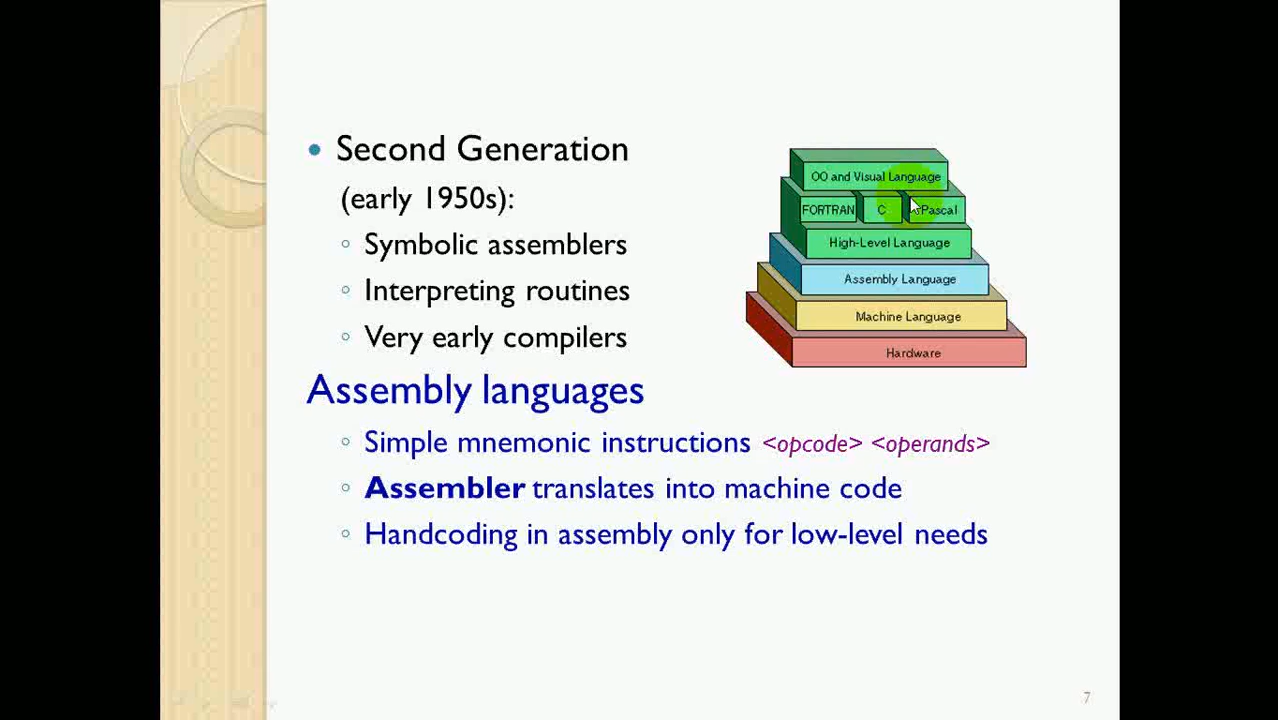 Second Generation
(early 1950s):
Symbolic assemblers
Interpreting routines
Very early compilers
Assembly languages
Simple mnemonic instructions <opcode> <operands>
Assembler translates into machine code
Handcoding in assembly only for low-level needs
OO and Visual Language
FORTRAN C Pascal
High-Level Language
Assembly Language
Machine Language
Hardware
7